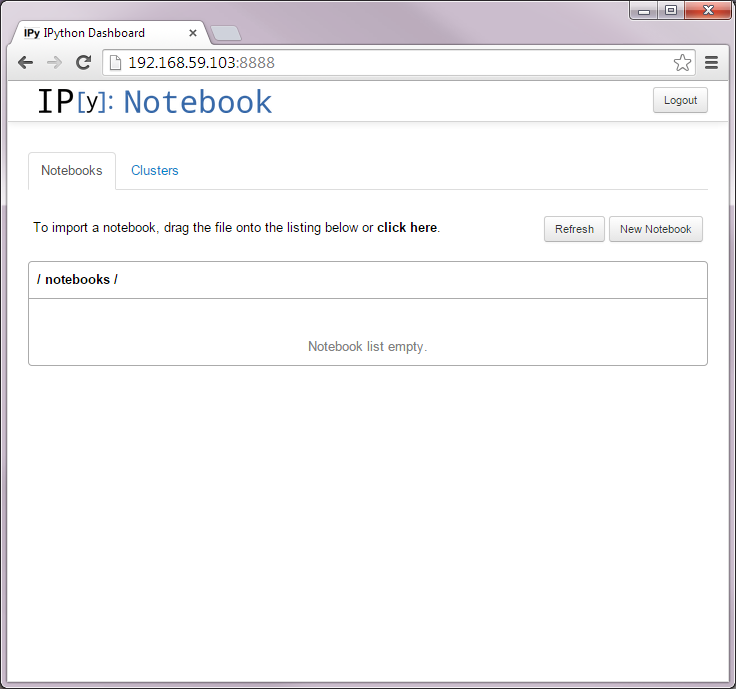 IPy IPython Dashboard
192.168.59.103:8888
IP[y]: Notebook
Logout
Notebooks Clusters
To import a notebook, drag the file onto the listing below or click here.
Refresh New Notebook
/ notebooks /
Notebook list empty.